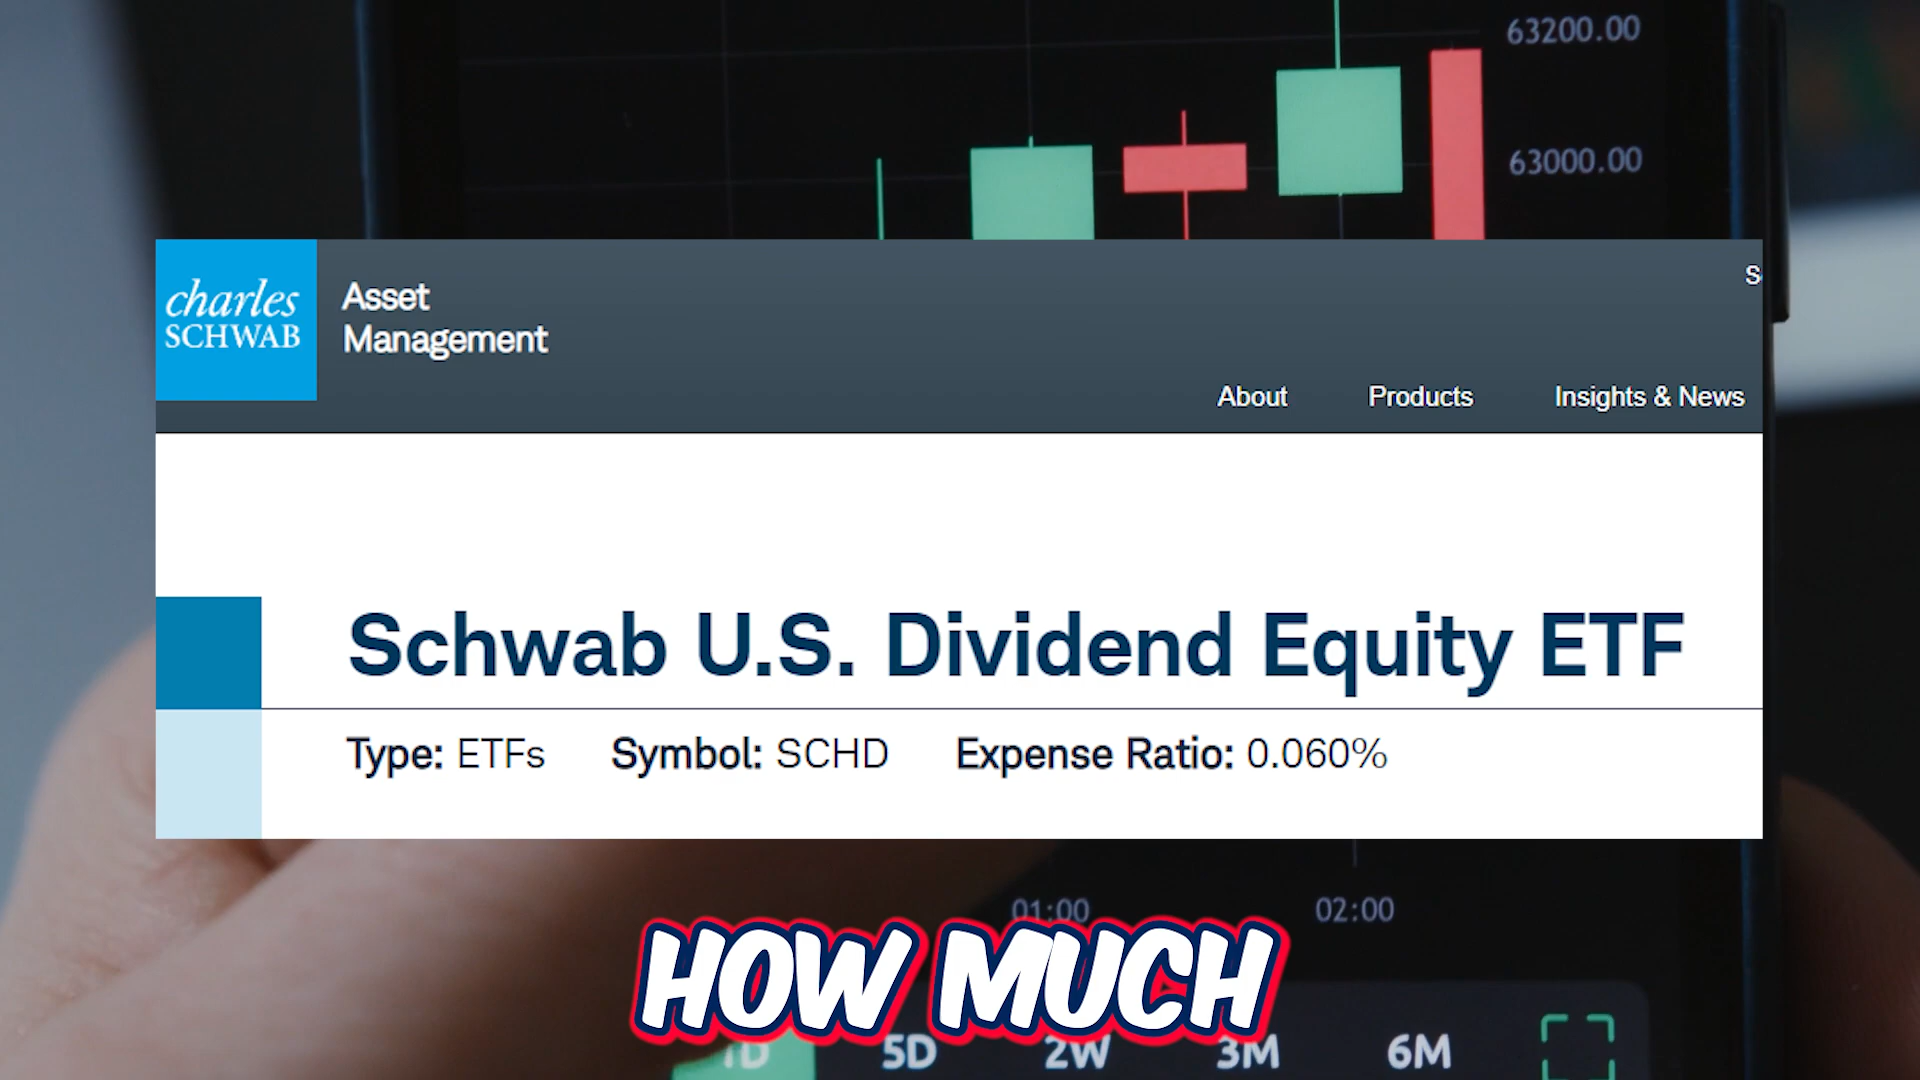 63200.00
63000.00
charles
SCHWAB
Asset
Management
S
About Products Insights & News
Schwab U.S. Dividend Equity ETF
Type: ETFs Symbol: SCHD Expense Ratio: 0.060%
01:00 02:00
HOW MUCH
1D 5D 2W 3M 6M